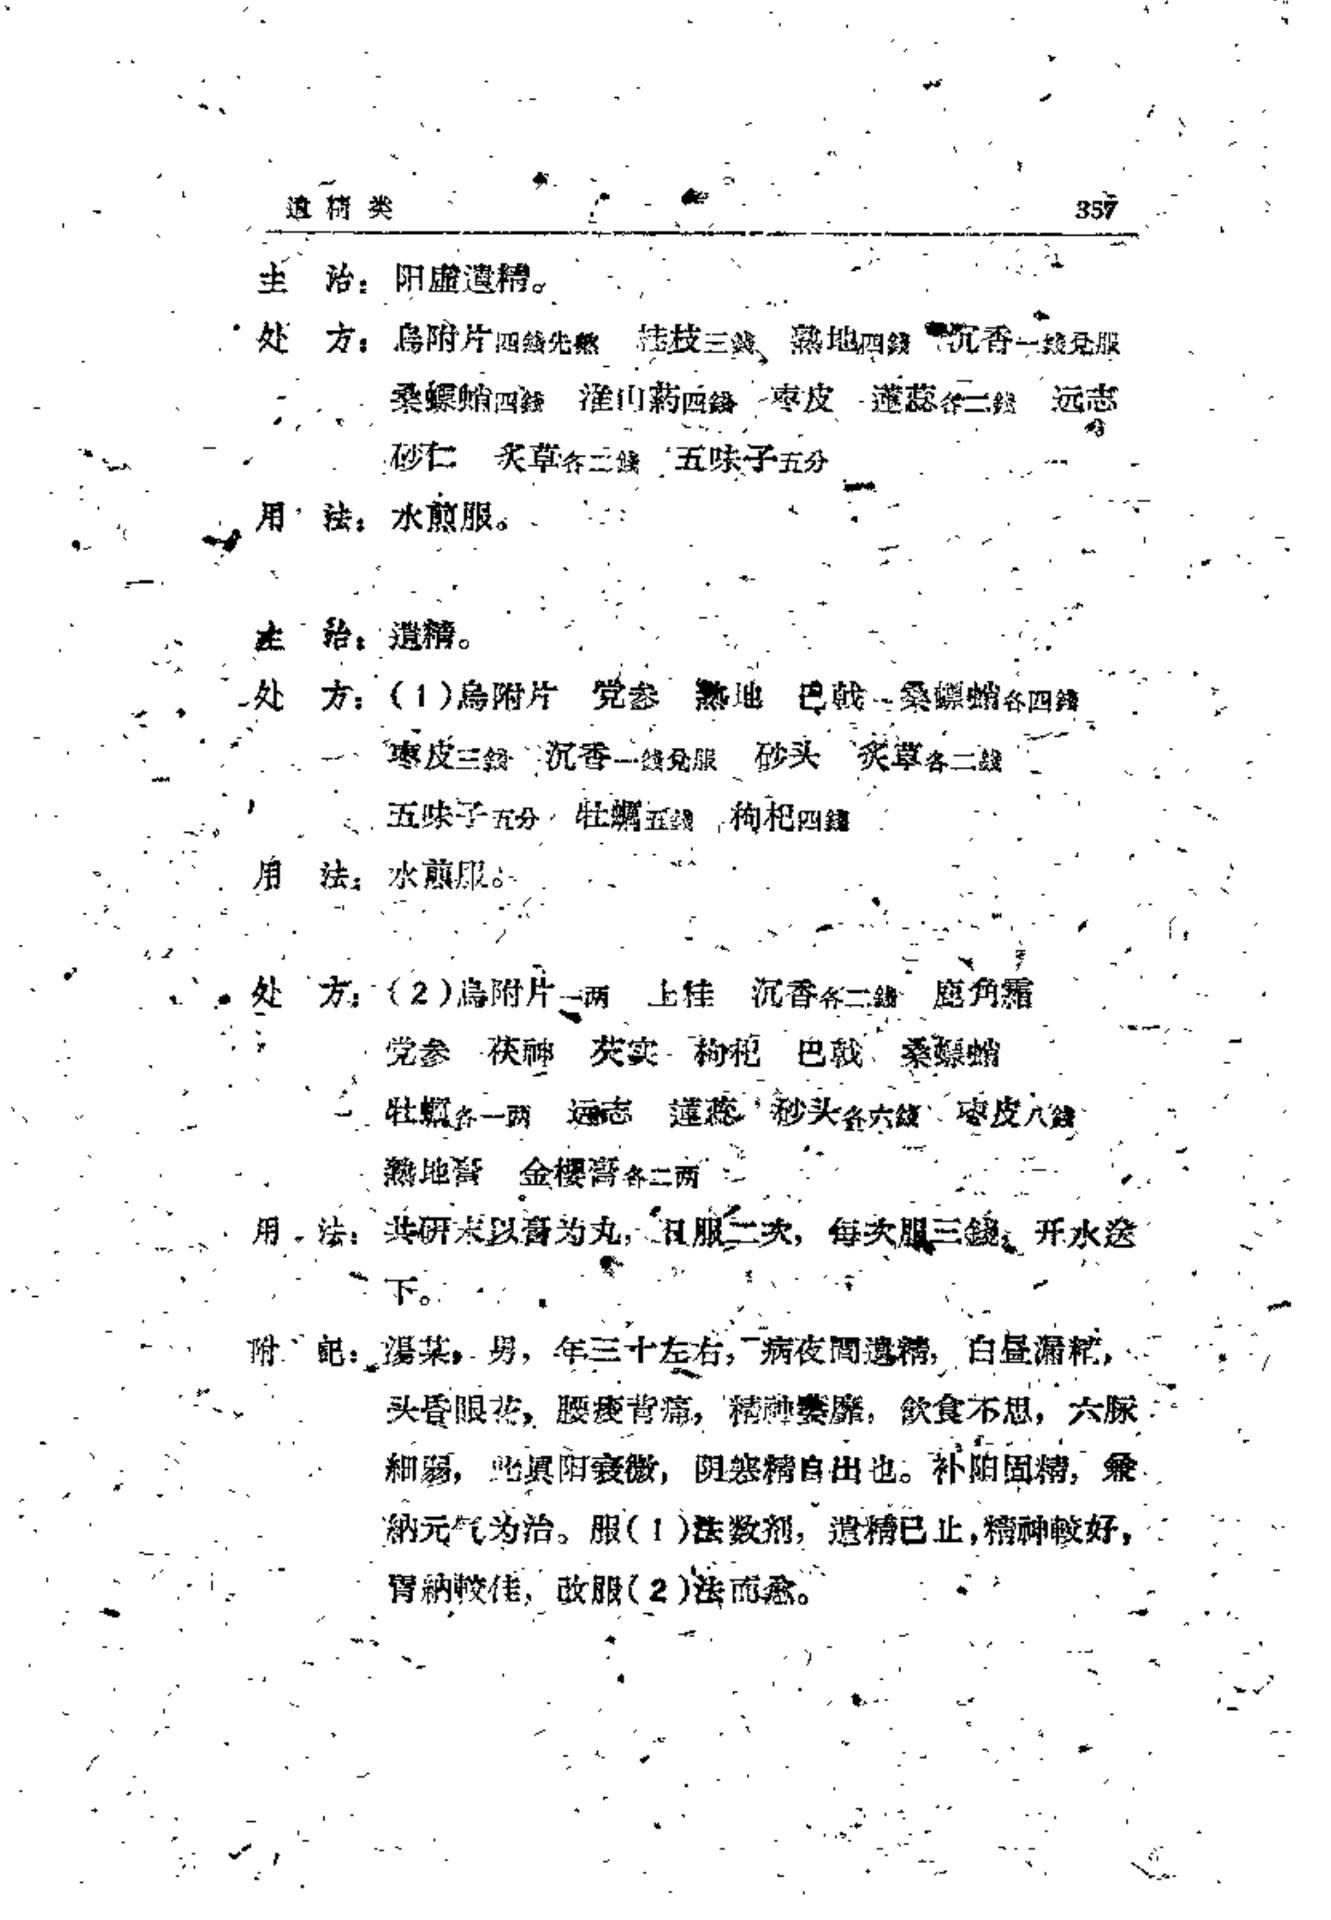 遺精类 357
主 治：阳虛遺精。
处 方：烏附片四錢先熬 桂枝三錢 熟地四錢 沉香一錢兌服
桑螵蛸四錢 淮山葯四錢 枣皮 蓮蕊各二錢 远志
砂仁 炙草各二錢 五味子五分
用 法：水煎服。
主 治：遺精。
处 方：(1)烏附片 党参 熟地 巴戟 桑螵蛸各四錢
枣皮三錢 沉香一錢兌服 砂头 炙草各二錢
五味子五分 牡蠣五錢 枸杞四錢
用 法：水煎服。
处 方：(2)烏附片一两 上桂 沉香各二錢 鹿角霜
党参 茯神 芡实 枸杞 巴戟 桑螵蛸
牡蠣各一两 远志 蓮蕊 砂头各六錢 枣皮八錢
熟地膏 金櫻膏各二两
用 法：共研末以膏为丸，日服二次，每次服三錢，开水送
下。
附 記：湯某，男，年三十左右，病夜間遺精，白昼漏精，
头昏眼花，腰痠背痛，精神萎靡，飲食不思，六脉
細弱，此眞阳衰微，阴寒精自出也。补阳固精，兼
納元气为治。服(1)法数剂，遺精已止，精神較好，
胃納較佳，改服(2)法而愈。